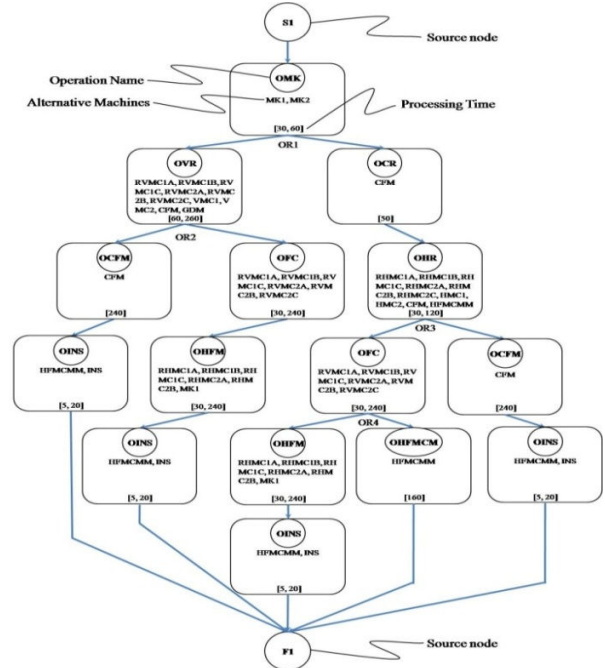 S1
Source node
Operation Name
OMK
Alternative Machines
MK1, MK2
Processing Time
[30, 60]
OR1
OVR
RVMC1A, RVMC1B, RV
MC1C, RVMC2A, RVMC
2B, RVMC2C, VMC1, V
MC2, CFM, GDM
[60, 260]
OCR
CFM
[50]
OR2
OCFM
CFM
[240]
OFC
RVMC1A, RVMC1B, RV
MC1C, RVMC2A, RVM
C2B, RVMC2C
[30, 240]
OHR
RHMC1A, RHMC1B, RH
MC1C, RHMC2A, RHM
C2B, RHMC2C, HMC1,
HMC2, CFM, HFMCMM
[30, 120]
OR3
OINS
HFMCMM, INS
[5, 20]
OHFM
RHMC1A, RHMC1B, RH
MC1C, RHMC2A, RHM
C2B, MK1
[30, 240]
OFC
RVMC1A, RVMC1B, RV
MC1C, RVMC2A, RVM
C2B, RVMC2C
[30, 240]
OCFM
CFM
[240]
OR4
OINS
HFMCMM, INS
[5, 20]
OHFM
RHMC1A, RHMC1B, RH
MC1C, RHMC2A, RHM
C2B, MK1
[30, 240]
OHFMCM
HFMCMM
[160]
OINS
HFMCMM, INS
[5, 20]
OINS
HFMCMM, INS
[5, 20]
F1
Source node